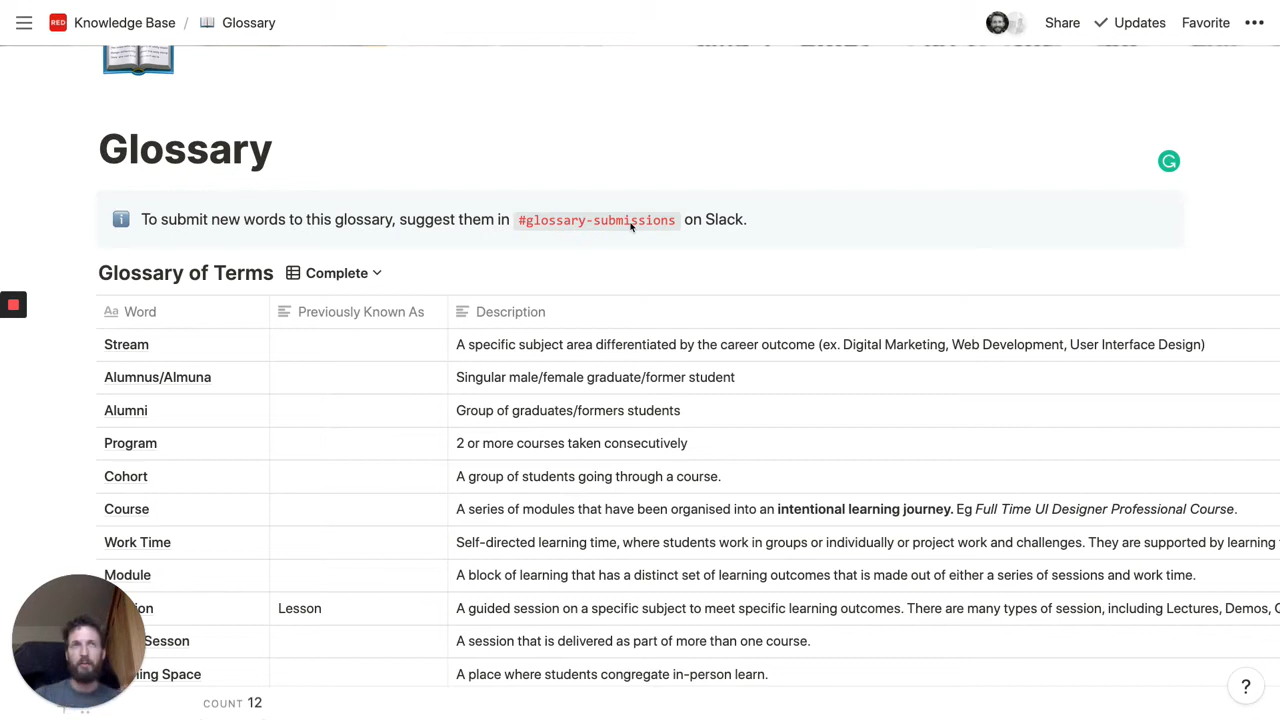 RED Knowledge Base / Glossary Share Updates Favorite
Glossary
To submit new words to this glossary, suggest them in #glossary-submissions on Slack.
Glossary of Terms Complete
Aa Word Previously Known As Description
Stream A specific subject area differentiated by the career outcome (ex. Digital Marketing, Web Development, User Interface Design)
Alumnus/Almuna Singular male/female graduate/former student
Alumni Group of graduates/formers students
Program 2 or more courses taken consecutively
Cohort A group of students going through a course.
Course A series of modules that have been organised into an intentional learning journey. Eg Full Time UI Designer Professional Course.
Work Time Self-directed learning time, where students work in groups or individually or project work and challenges. They are supported by learning
Module A block of learning that has a distinct set of learning outcomes that is made out of either a series of sessions and work time.
Lesson A guided session on a specific subject to meet specific learning outcomes. There are many types of session, including Lectures, Demos,
Sesson A session that is delivered as part of more than one course.
Space A place where students congregate in-person learn.
COUNT 12
?